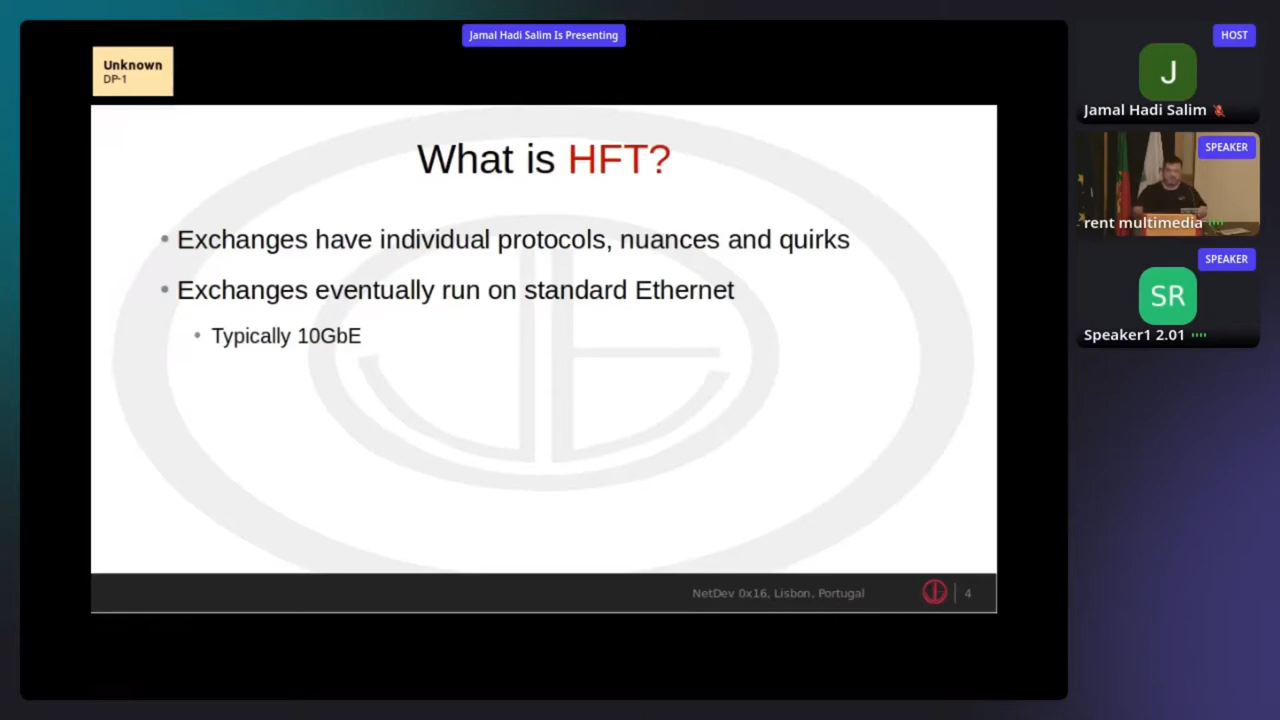 Jamal Hadi Salim Is Presenting
Unknown
DP-1
What is HFT?
• Exchanges have individual protocols, nuances and quirks
• Exchanges eventually run on standard Ethernet
• Typically 10GbE
NetDev 0x16, Lisbon, Portugal
4
HOST
J
Jamal Hadi Salim
SPEAKER
rent multimedia
SPEAKER
SR
Speaker1 2.01